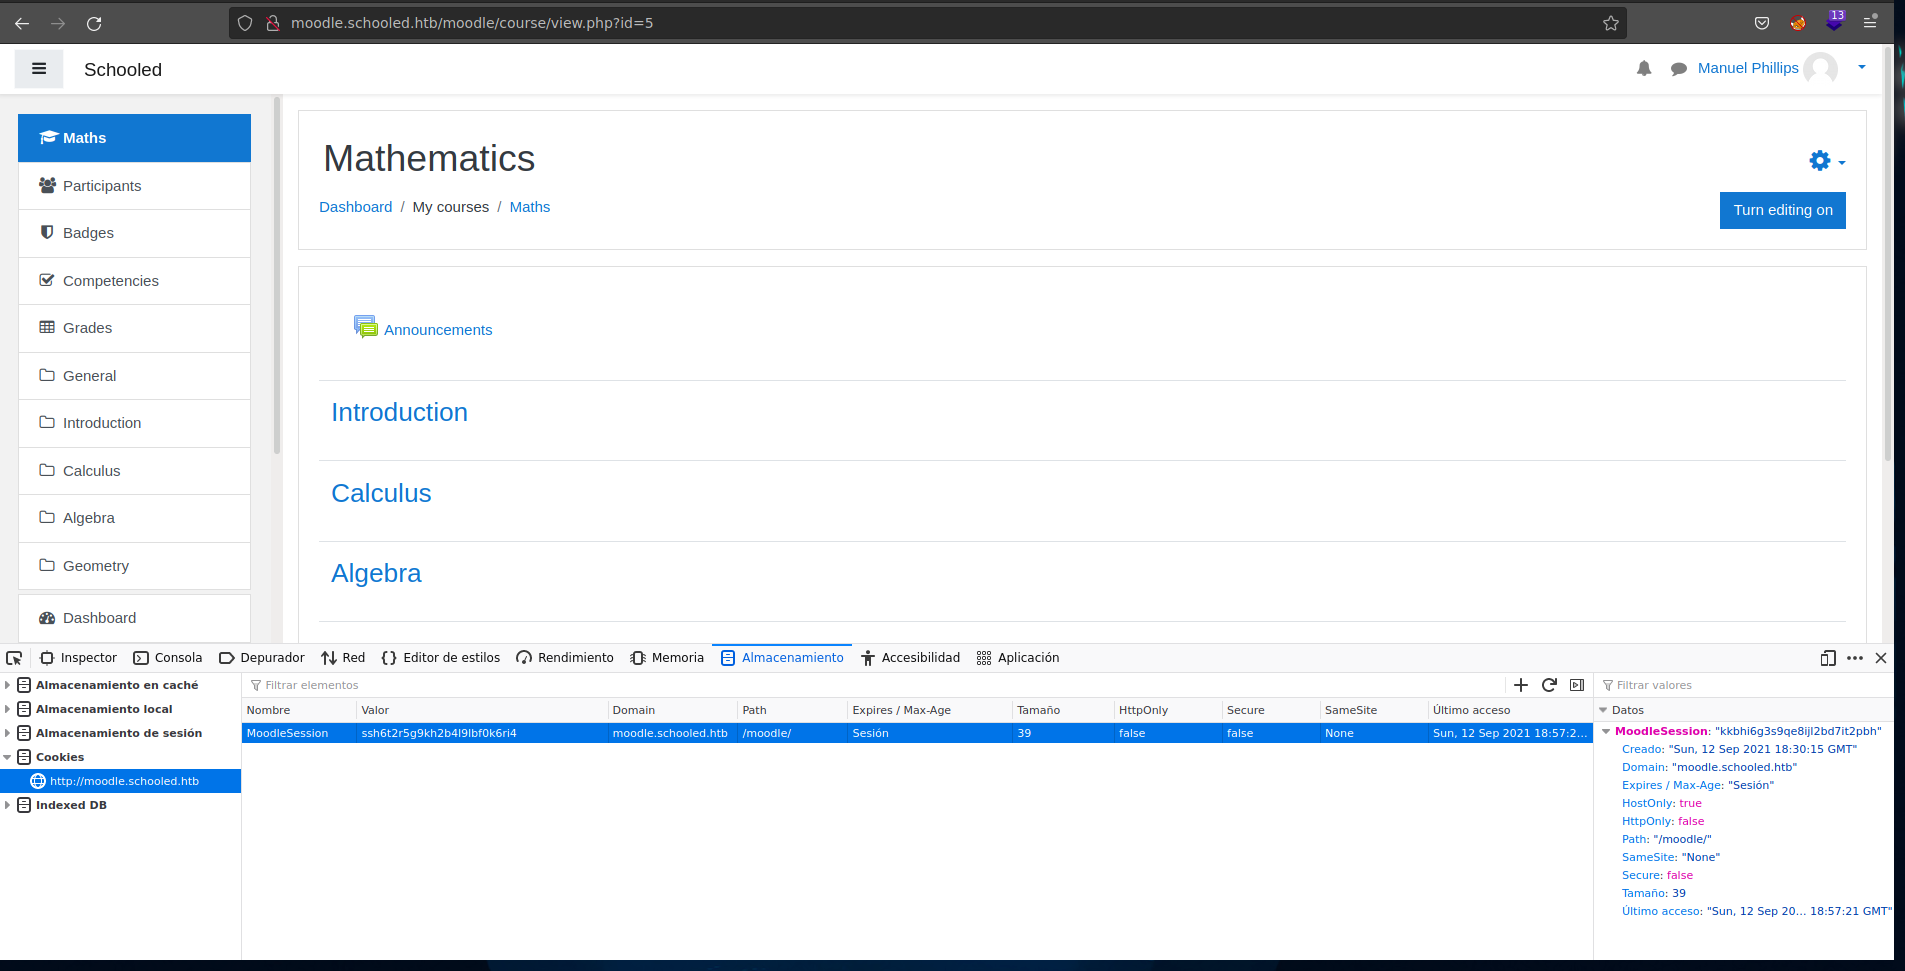 moodle.schooled.htb/moodle/course/view.php?id=5
13
Schooled
Manuel Phillips
Maths
Participants
Badges
Competencies
Grades
General
Introduction
Calculus
Algebra
Geometry
Dashboard
Mathematics
Dashboard / My courses / Maths
Turn editing on
Announcements
Introduction
Calculus
Algebra
Inspector Consola Depurador Red Editor de estilos Rendimiento Memoria Almacenamiento Accesibilidad Aplicación
Almacenamiento en caché
Almacenamiento local
Almacenamiento de sesión
Cookies
http://moodle.schooled.htb
Indexed DB
Filtrar elementos
Nombre Valor Domain Path Expires / Max-Age Tamaño HttpOnly Secure SameSite Último acceso
MoodleSession ssh6t2r5g9kh2b4l9lbf0k6ri4 moodle.schooled.htb /moodle/ Sesión 39 false false None Sun, 12 Sep 2021 18:57:2...
Filtrar valores
Datos
MoodleSession: "kkbhi6g3s9qe8ijl2bd7it2pbh"
Creado: "Sun, 12 Sep 2021 18:30:15 GMT"
Domain: "moodle.schooled.htb"
Expires / Max-Age: "Sesión"
HostOnly: true
HttpOnly: false
Path: "/moodle/"
SameSite: "None"
Secure: false
Tamaño: 39
Último acceso: "Sun, 12 Sep 20... 18:57:21 GMT"